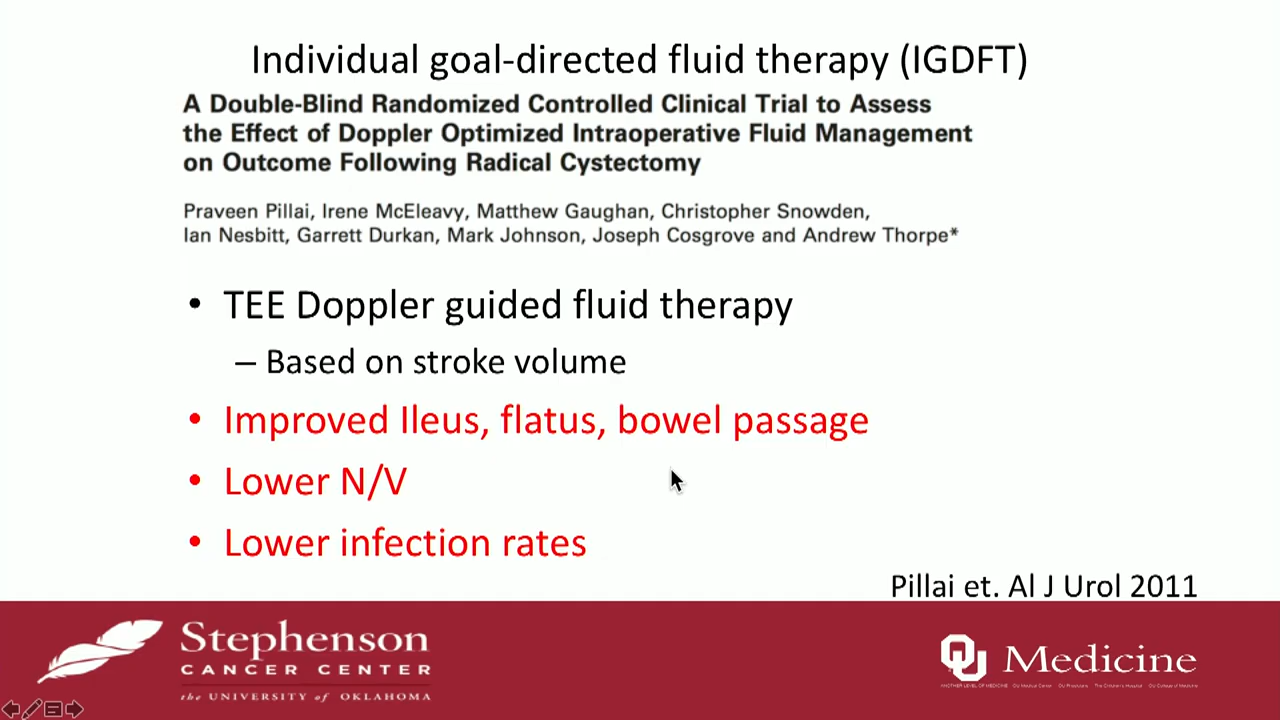 Individual goal-directed fluid therapy (IGDFT)
A Double-Blind Randomized Controlled Clinical Trial to Assess
the Effect of Doppler Optimized Intraoperative Fluid Management
on Outcome Following Radical Cystectomy
Praveen Pillai, Irene McEleavy, Matthew Gaughan, Christopher Snowden,
Ian Nesbitt, Garrett Durkan, Mark Johnson, Joseph Cosgrove and Andrew Thorpe*
• TEE Doppler guided fluid therapy
– Based on stroke volume
• Improved Ileus, flatus, bowel passage
• Lower N/V
• Lower infection rates
Pillai et. Al J Urol 2011
Stephenson
CANCER CENTER
the UNIVERSITY of OKLAHOMA
OU Medicine
ANOTHER LEVEL OF MEDICINE